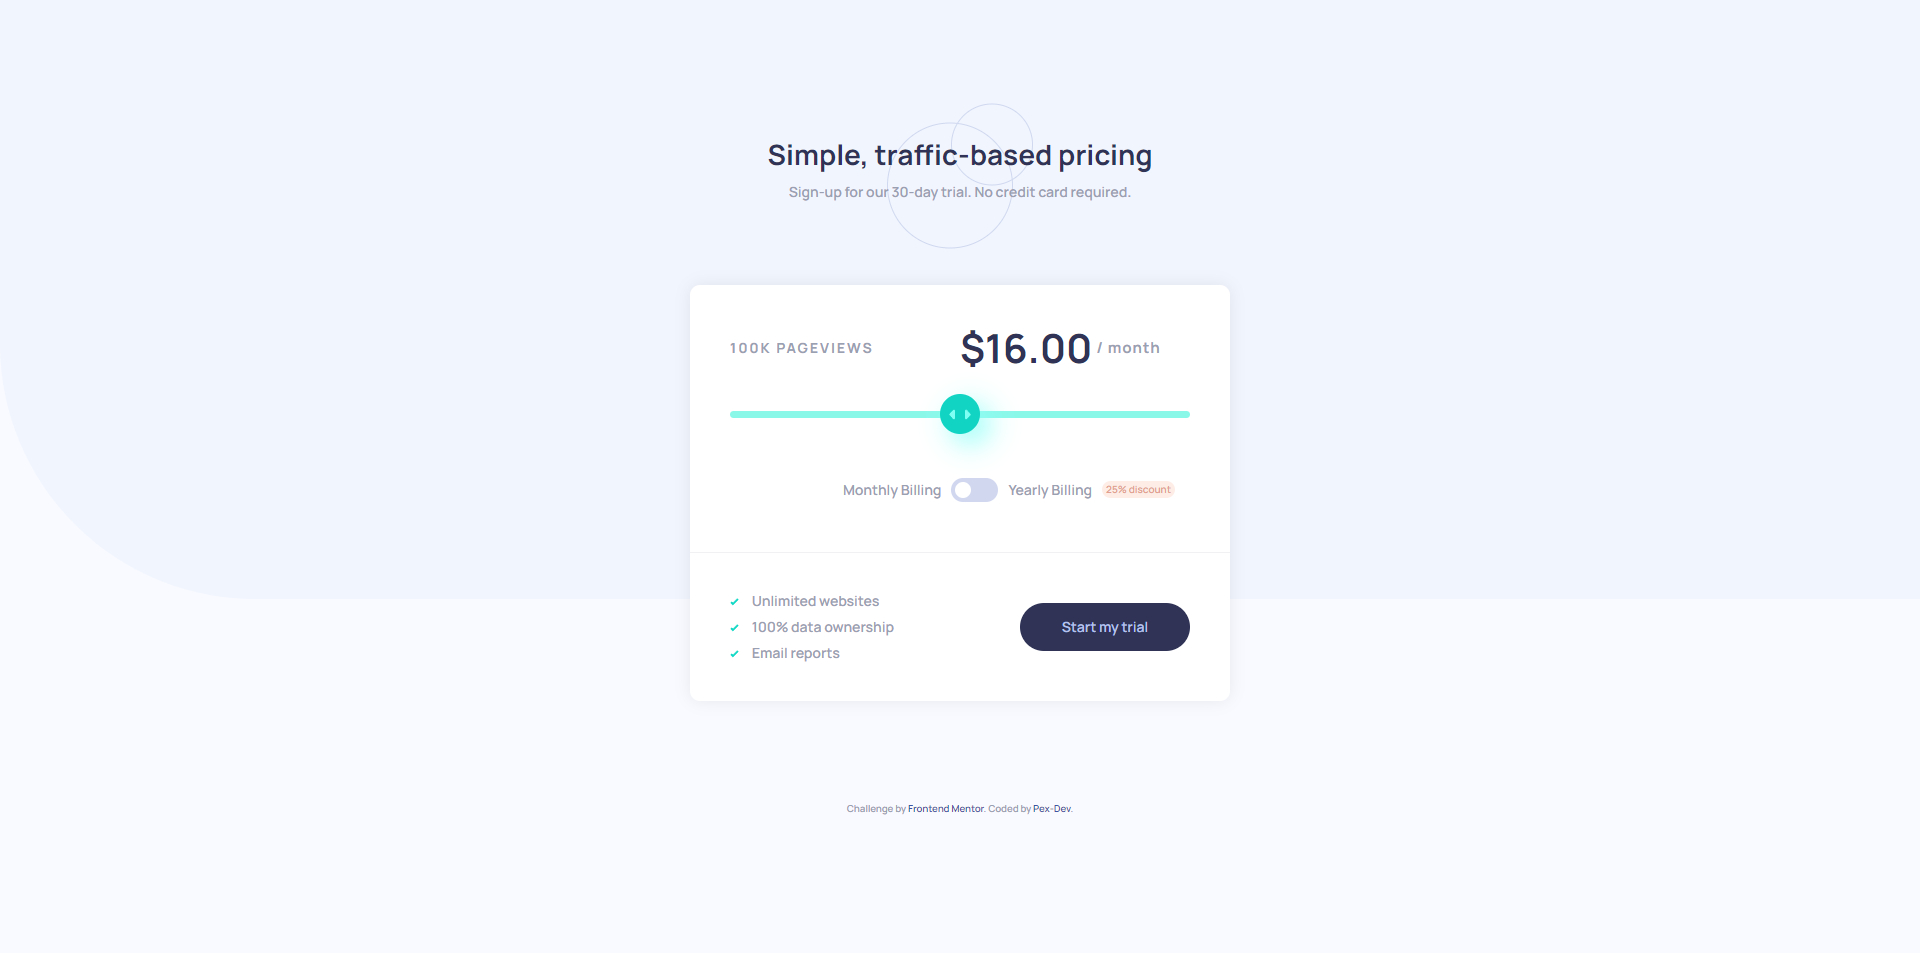 Simple, traffic-based pricing
Sign-up for our 30-day trial. No credit card required.
100K PAGEVIEWS
$16.00 / month
Monthly Billing
Yearly Billing
25% discount
Unlimited websites
100% data ownership
Email reports
Start my trial
Challenge by Frontend Mentor. Coded by Pex-Dev.